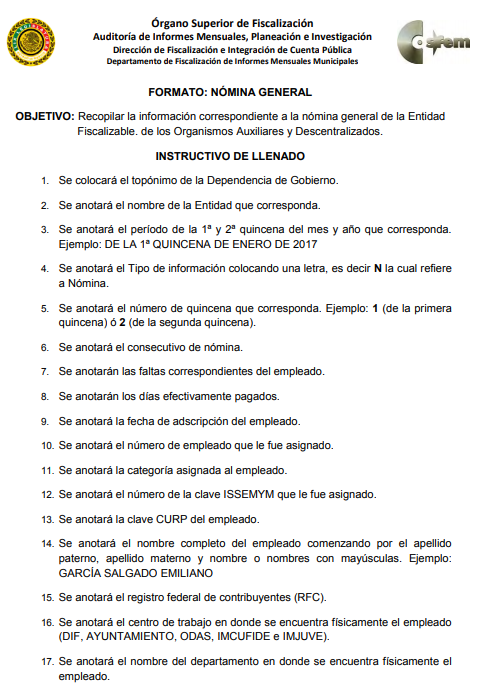 Órgano Superior de Fiscalización
Auditoría de Informes Mensuales, Planeación e Investigación
Dirección de Fiscalización e Integración de Cuenta Pública
Departamento de Fiscalización de Informes Mensuales Municipales
osfem
FORMATO: NÓMINA GENERAL
OBJETIVO: Recopilar la información correspondiente a la nómina general de la Entidad
Fiscalizable. de los Organismos Auxiliares y Descentralizados.
INSTRUCTIVO DE LLENADO
1. Se colocará el topónimo de la Dependencia de Gobierno.
2. Se anotará el nombre de la Entidad que corresponda.
3. Se anotará el período de la 1ª y 2ª quincena del mes y año que corresponda.
Ejemplo: DE LA 1ª QUINCENA DE ENERO DE 2017
4. Se anotará el Tipo de información colocando una letra, es decir N la cual refiere
a Nómina.
5. Se anotará el número de quincena que corresponda. Ejemplo: 1 (de la primera
quincena) ó 2 (de la segunda quincena).
6. Se anotará el consecutivo de nómina.
7. Se anotarán las faltas correspondientes del empleado.
8. Se anotarán los días efectivamente pagados.
9. Se anotará la fecha de adscripción del empleado.
10. Se anotará el número de empleado que le fue asignado.
11. Se anotará la categoría asignada al empleado.
12. Se anotará el número de la clave ISSEMYM que le fue asignado.
13. Se anotará la clave CURP del empleado.
14. Se anotará el nombre completo del empleado comenzando por el apellido
paterno, apellido materno y nombre o nombres con mayúsculas. Ejemplo:
GARCÍA SALGADO EMILIANO
15. Se anotará el registro federal de contribuyentes (RFC).
16. Se anotará el centro de trabajo en donde se encuentra físicamente el empleado
(DIF, AYUNTAMIENTO, ODAS, IMCUFIDE e IMJUVE).
17. Se anotará el nombre del departamento en donde se encuentra físicamente el
empleado.